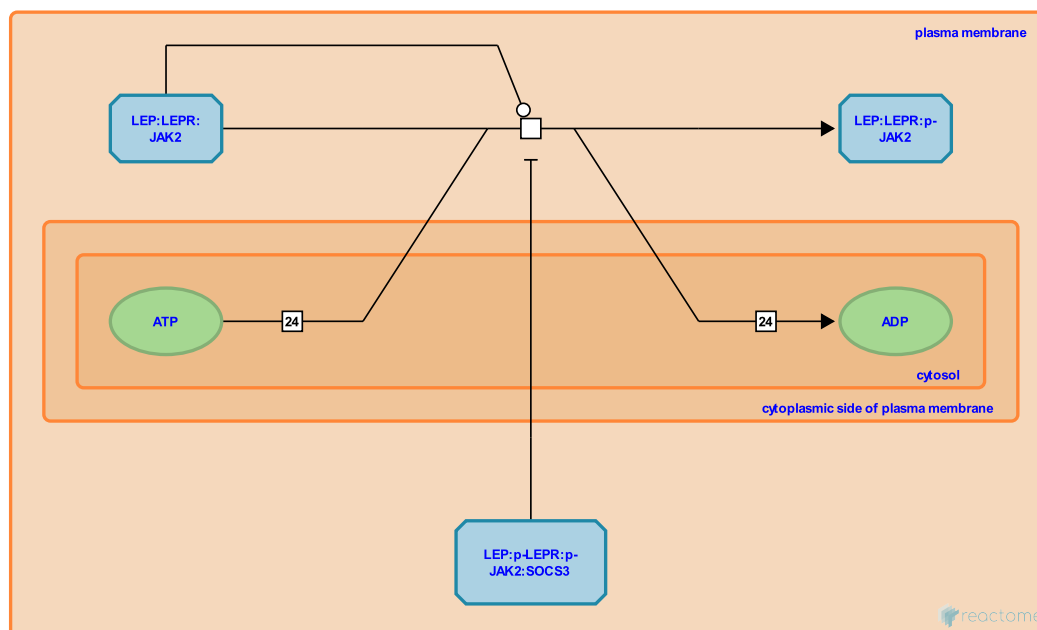 plasma membrane
LEP:LEPR:
JAK2
LEP:LEPR:p-
JAK2
ATP
24
24
ADP
cytosol
cytoplasmic side of plasma membrane
LEP:p-LEPR:p-
JAK2:SOCS3
reactome